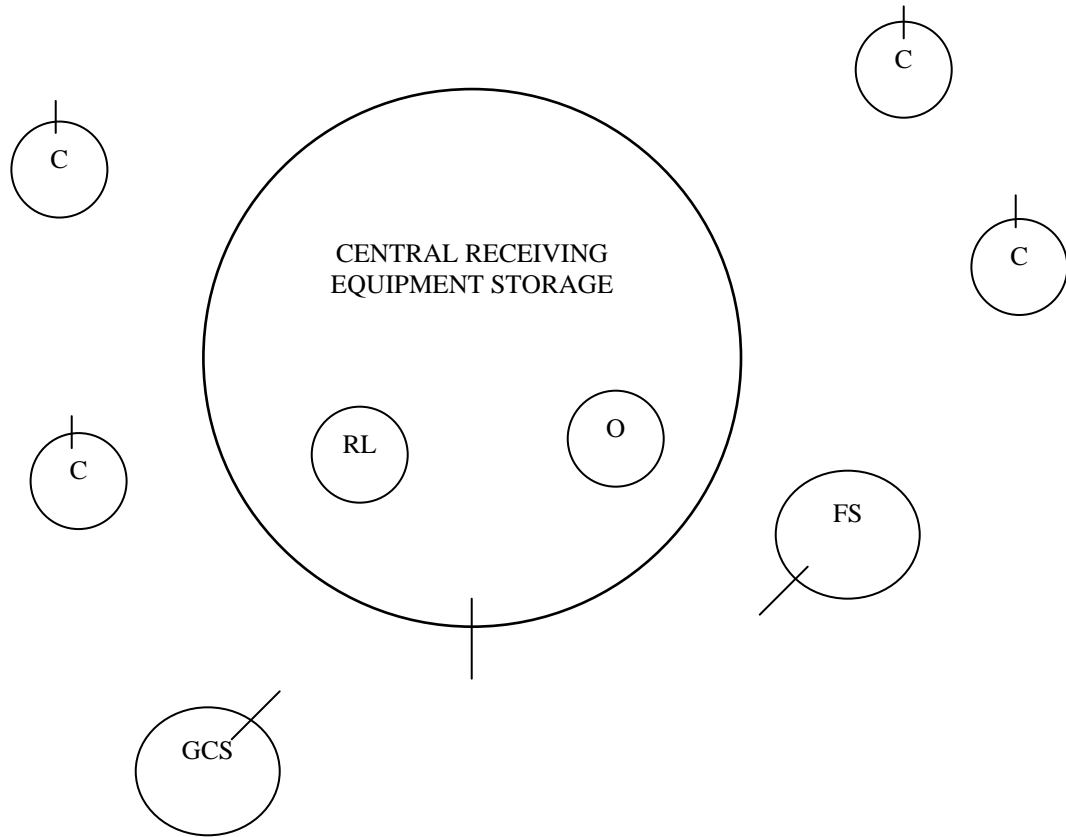 C
C
CENTRAL RECEIVING
EQUIPMENT STORAGE
C
RL
O
C
FS
GCS